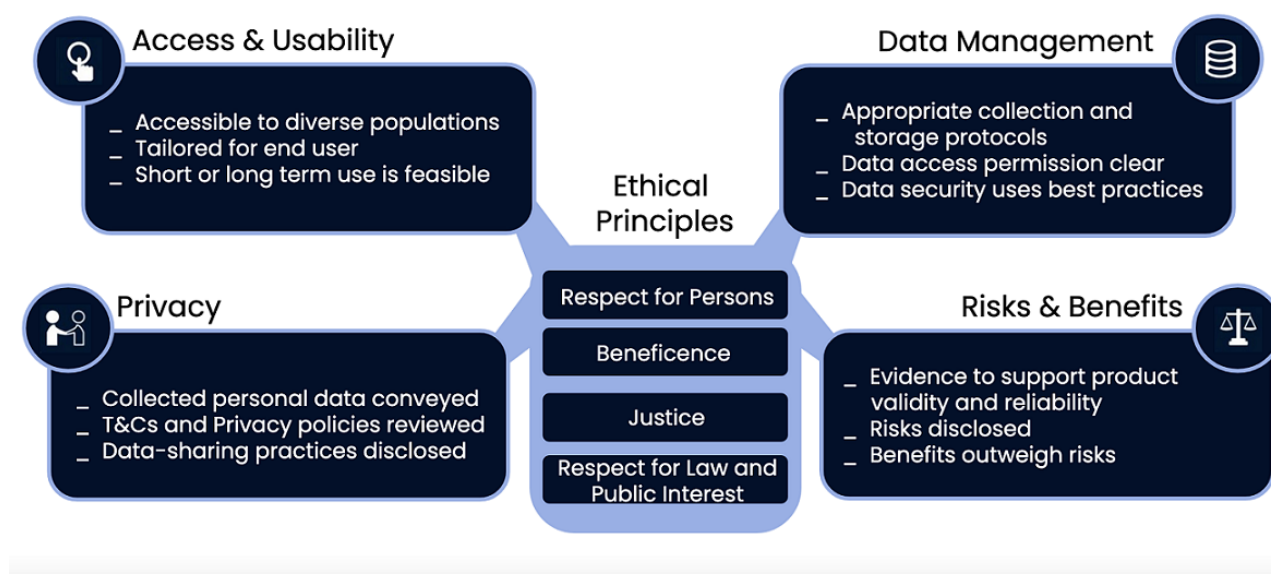 Access & Usability
_ Accessible to diverse populations
_ Tailored for end user
_ Short or long term use is feasible
Data Management
_ Appropriate collection and
storage protocols
_ Data access permission clear
_ Data security uses best practices
Ethical
Principles
Respect for Persons
Beneficence
Justice
Respect for Law and
Public Interest
Privacy
_ Collected personal data conveyed
_ T&Cs and Privacy policies reviewed
_ Data-sharing practices disclosed
Risks & Benefits
_ Evidence to support product
validity and reliability
_ Risks disclosed
_ Benefits outweigh risks